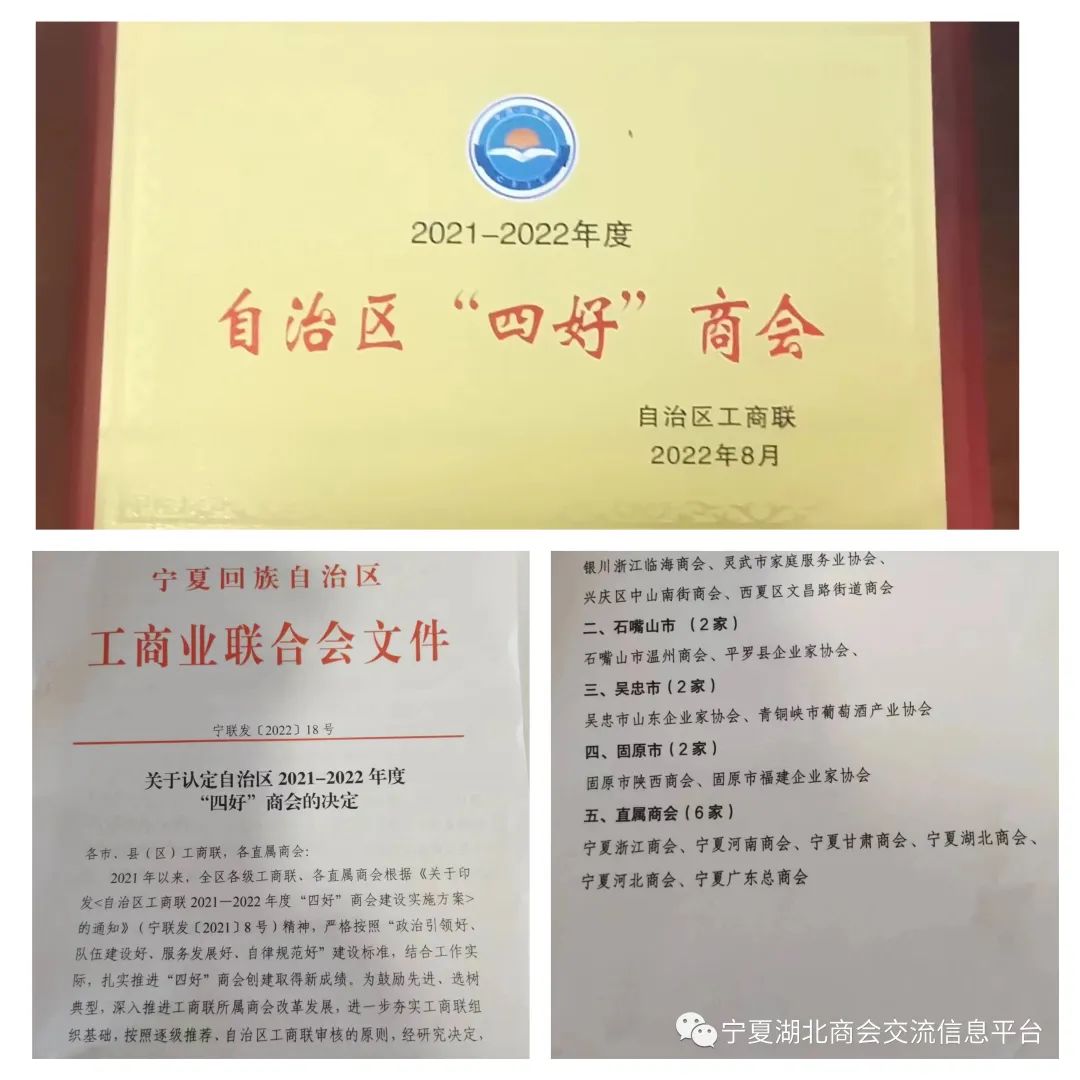 2021-2022年度
自治区“四好”商会
自治区工商联
2022年8月
宁夏回族自治区
工商业联合会文件
宁联发〔2022〕18号
关于认定自治区2021-2022年度
“四好”商会的决定
各市、县（区）工商联，各直属商会：
2021年以来，全区各级工商联、各直属商会根据《关于印
发<自治区工商联2021—2022年度“四好”商会建设实施方案>
的通知》（宁联发〔2021〕8号）精神，严格按照“政治引领好、
队伍建设好、服务发展好、自律规范好”建设标准，结合工作实
际，扎实推进“四好”商会创建取得新成绩。为鼓励先进、选树
典型，深入推进工商联所属商会改革发展，进一步夯实工商联组
织基础，按照逐级推荐，自治区工商联审核的原则，经研究决定，
银川浙江临海商会、灵武市家庭服务业协会、
兴庆区中山南街商会、西夏区文昌路街道商会
二、石嘴山市（2家）
石嘴山市温州商会、平罗县企业家协会、
三、吴忠市（2家）
吴忠市山东企业家协会、青铜峡市葡萄酒产业协会
四、固原市（2家）
固原市陕西商会、固原市福建企业家协会
五、直属商会（6家）
宁夏浙江商会、宁夏河南商会、宁夏甘肃商会、宁夏湖北商会、
宁夏河北商会、宁夏广东总商会
宁夏湖北商会交流信息平台